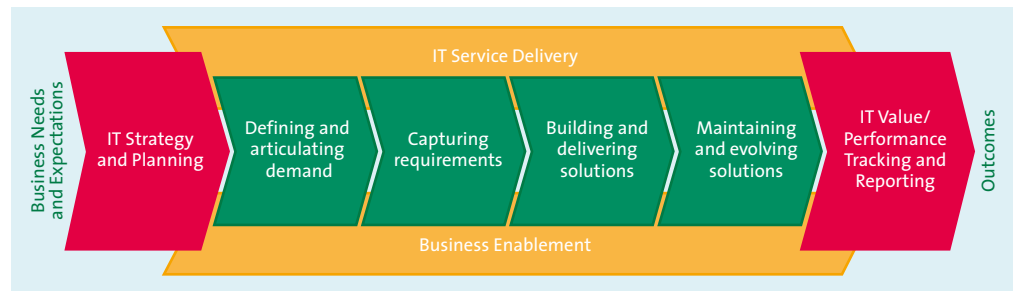 Business Needs
and Expectations
IT Strategy
and Planning
IT Service Delivery
Defining and
articulating
demand
Capturing
requirements
Building and
delivering
solutions
Maintaining
and evolving
solutions
Business Enablement
IT Value/
Performance
Tracking and
Reporting
Outcomes